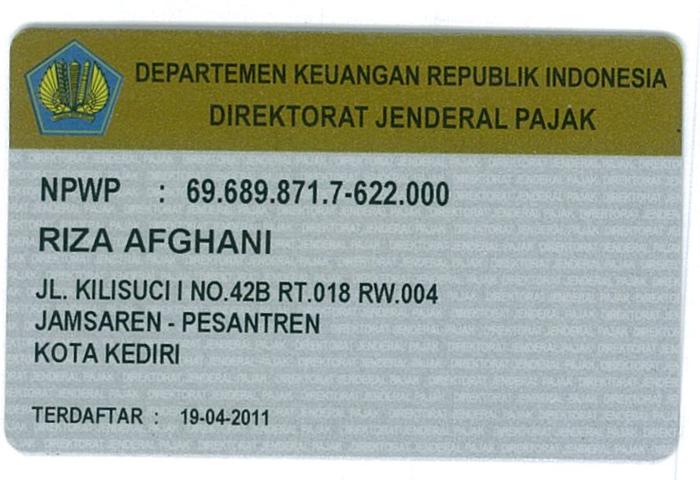 DEPARTEMEN KEUANGAN REPUBLIK INDONESIA
DIREKTORAT JENDERAL PAJAK
NPWP : 69.689.871.7-622.000
RIZA AFGHANI
JL. KILISUCI I NO.42B RT.018 RW.004
JAMSAREN - PESANTREN
KOTA KEDIRI
TERDAFTAR : 19-04-2011